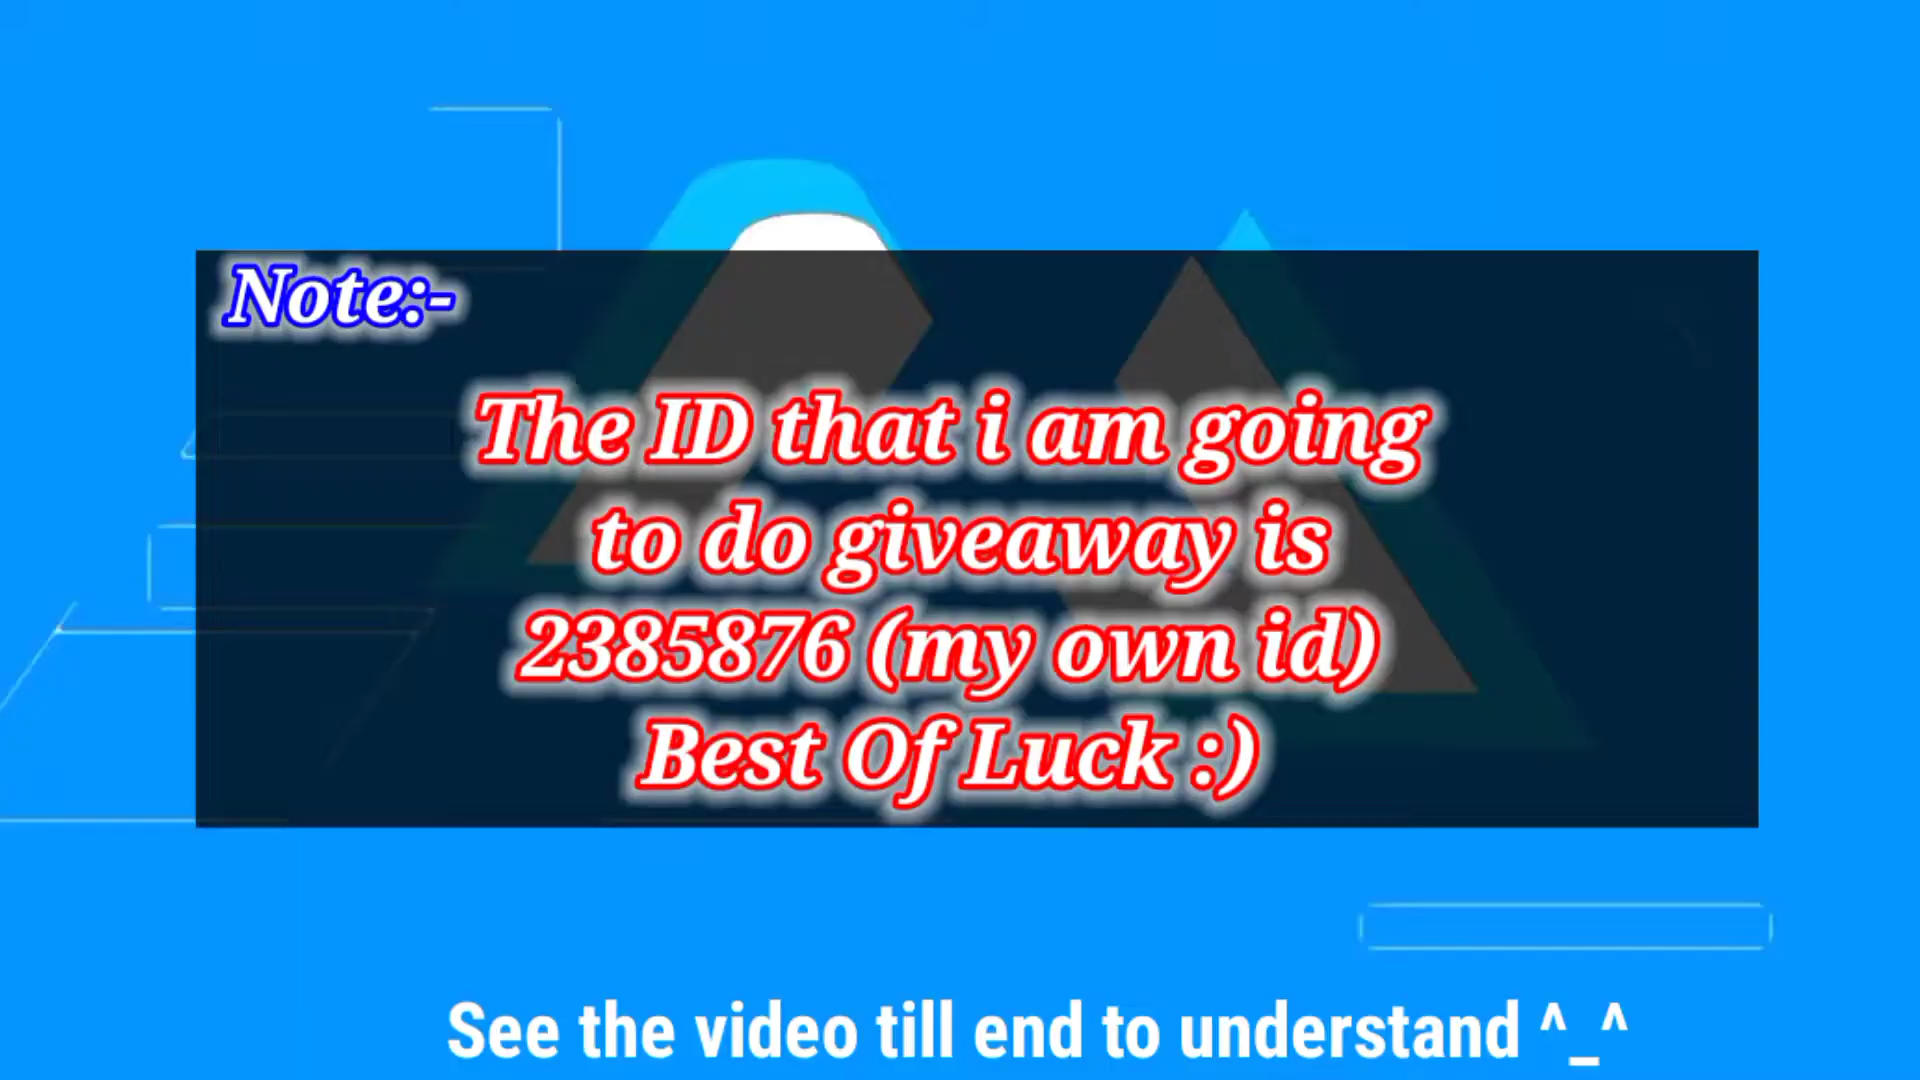 Note:-
The ID that i am going
to do giveaway is
2385876 (my own id)
Best Of Luck :)
See the video till end to understand ^_^